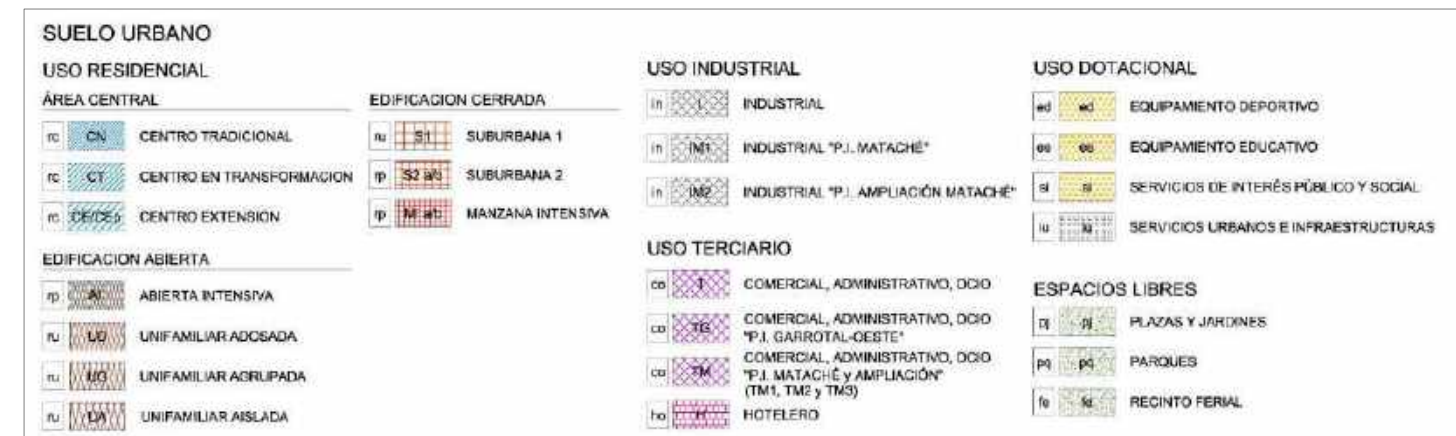 SUELO URBANO
USO RESIDENCIAL
ÁREA CENTRAL
rc CN CENTRO TRADICIONAL
rc CT CENTRO EN TRANSFORMACION
rc CE/CEp CENTRO EXTENSIÓN
EDIFICACION CERRADA
ru S1 SUBURBANA 1
rp S2 a/b SUBURBANA 2
rp M a/b MANZANA INTENSIVA
EDIFICACION ABIERTA
rp AI ABIERTA INTENSIVA
ru UD UNIFAMILIAR ADOSADA
ru UG UNIFAMILIAR AGRUPADA
ru UA UNIFAMILIAR AISLADA
USO INDUSTRIAL
in I INDUSTRIAL
in IM1 INDUSTRIAL "P.I. MATACHÉ"
in IM2 INDUSTRIAL "P.I. AMPLIACIÓN MATACHÉ"
USO TERCIARIO
co T COMERCIAL, ADMINISTRATIVO, OCIO
co TG COMERCIAL, ADMINISTRATIVO, OCIO
"P.I. GARROTAL-OESTE"
co TM COMERCIAL, ADMINISTRATIVO, OCIO
"P.I. MATACHÉ y AMPLIACIÓN"
(TM1, TM2 y TM3)
ho H HOTELERO
USO DOTACIONAL
ed ed EQUIPAMIENTO DEPORTIVO
ee ee EQUIPAMIENTO EDUCATIVO
si si SERVICIOS DE INTERÉS PÚBLICO Y SOCIAL
iu iu SERVICIOS URBANOS E INFRAESTRUCTURAS
ESPACIOS LIBRES
pj pj PLAZAS Y JARDINES
pq pq PARQUES
fe fe RECINTO FERIAL